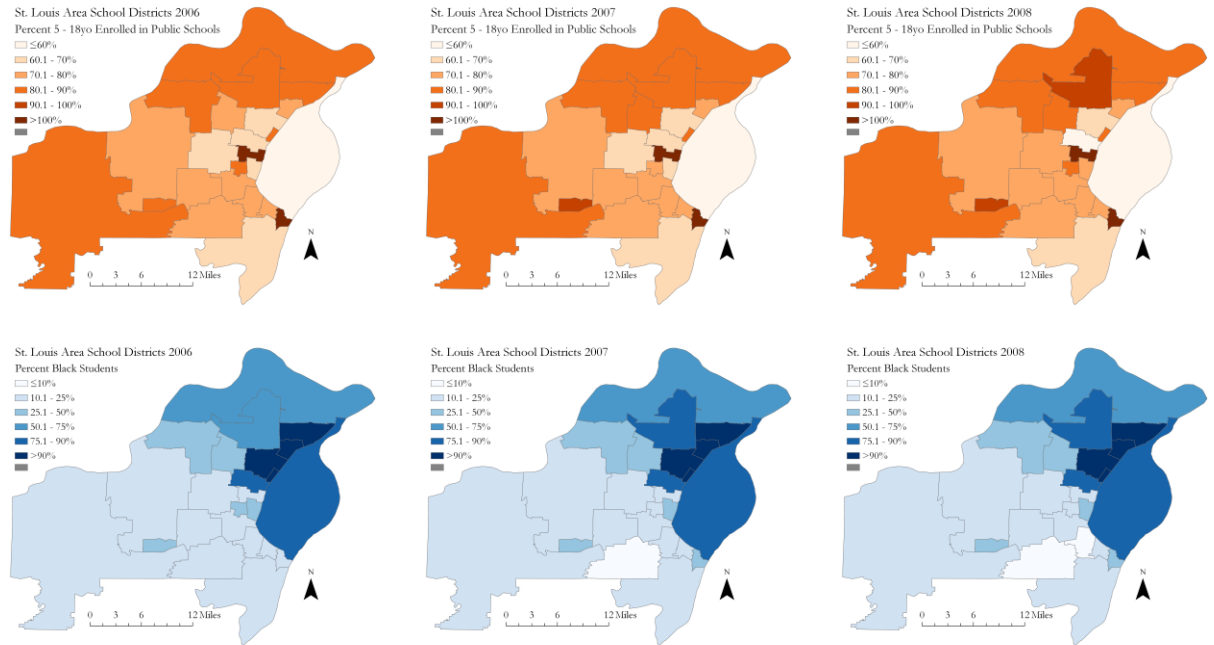 St. Louis Area School Districts 2006
Percent 5 - 18yo Enrolled in Public Schools
≤60%
60.1 - 70%
70.1 - 80%
80.1 - 90%
90.1 - 100%
>100%
N
0 3 6 12 Miles
St. Louis Area School Districts 2007
Percent 5 - 18yo Enrolled in Public Schools
≤60%
60.1 - 70%
70.1 - 80%
80.1 - 90%
90.1 - 100%
>100%
N
0 3 6 12 Miles
St. Louis Area School Districts 2008
Percent 5 - 18yo Enrolled in Public Schools
≤60%
60.1 - 70%
70.1 - 80%
80.1 - 90%
90.1 - 100%
>100%
N
0 3 6 12 Miles
St. Louis Area School Districts 2006
Percent Black Students
≤10%
10.1 - 25%
25.1 - 50%
50.1 - 75%
75.1 - 90%
>90%
N
0 3 6 12 Miles
St. Louis Area School Districts 2007
Percent Black Students
≤10%
10.1 - 25%
25.1 - 50%
50.1 - 75%
75.1 - 90%
>90%
N
0 3 6 12 Miles
St. Louis Area School Districts 2008
Percent Black Students
≤10%
10.1 - 25%
25.1 - 50%
50.1 - 75%
75.1 - 90%
>90%
N
0 3 6 12 Miles